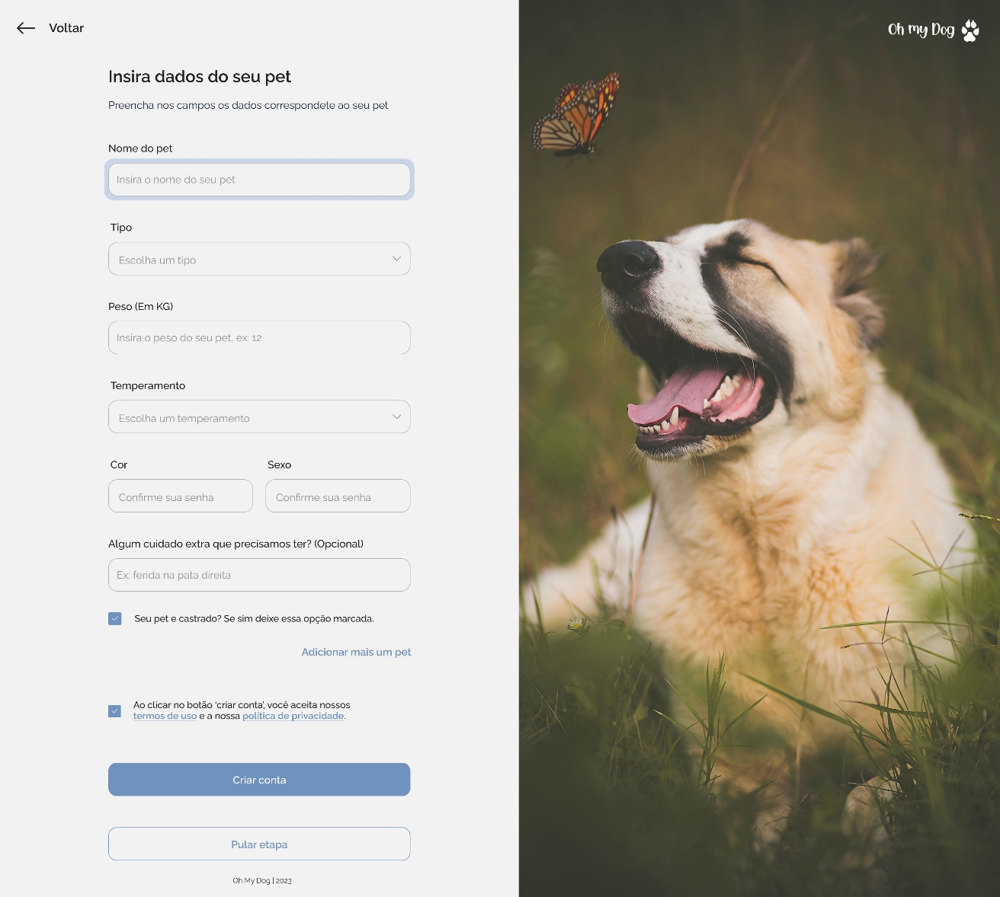 Voltar
Oh my Dog
Insira dados do seu pet
Preencha nos campos os dados correspondete ao seu pet
Nome do pet
Insira o nome do seu pet
Tipo
Escolha um tipo
Peso (Em KG)
Insira o peso do seu pet, ex: 12
Temperamento
Escolha um temperamento
Cor
Sexo
Confirme sua senha
Confirme sua senha
Algum cuidado extra que precisamos ter? (Opcional)
Ex: ferida na pata direita
Seu pet e castrado? Se sim deixe essa opção marcada.
Adicionar mais um pet
Ao clicar no botão ‘criar conta’, você aceita nossos
termos de uso e a nossa política de privacidade.
Criar conta
Pular etapa
Oh My Dog | 2023